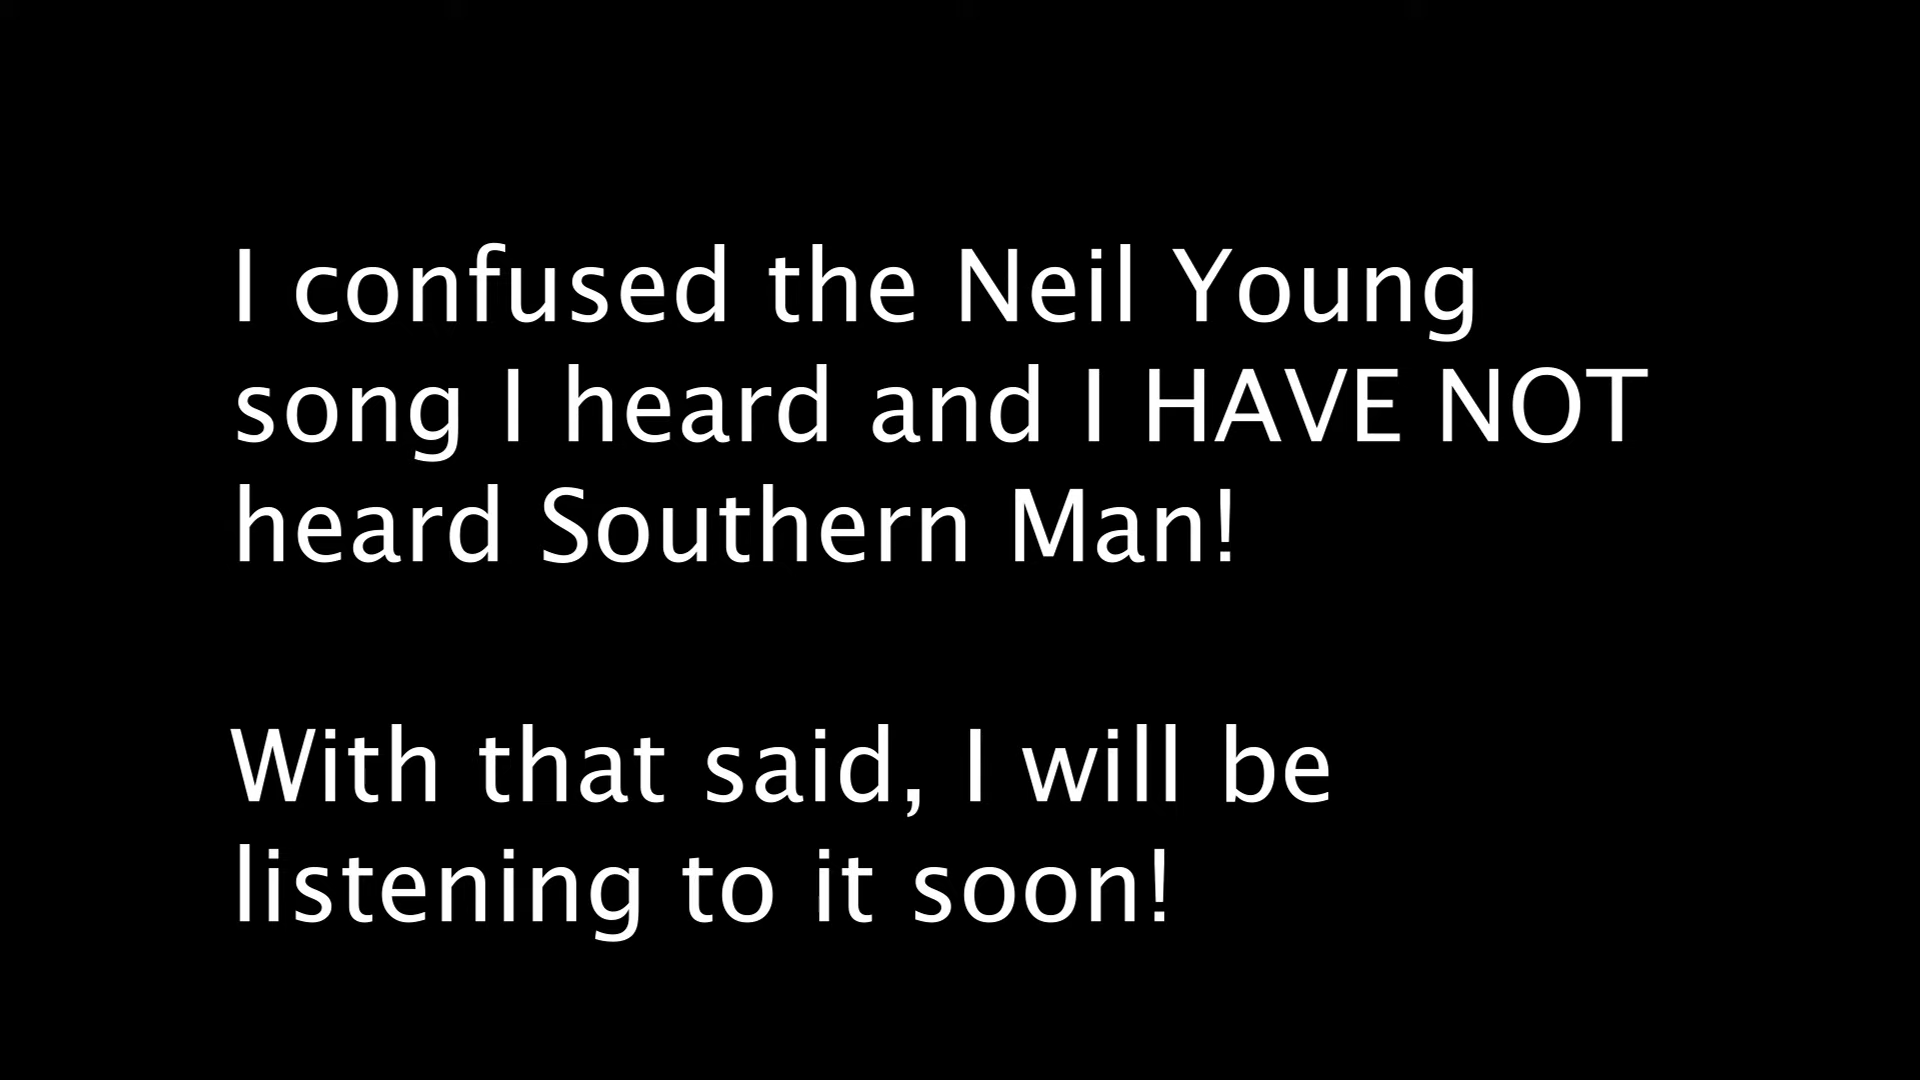 I confused the Neil Young
song I heard and I HAVE NOT
heard Southern Man!
With that said, I will be
listening to it soon!